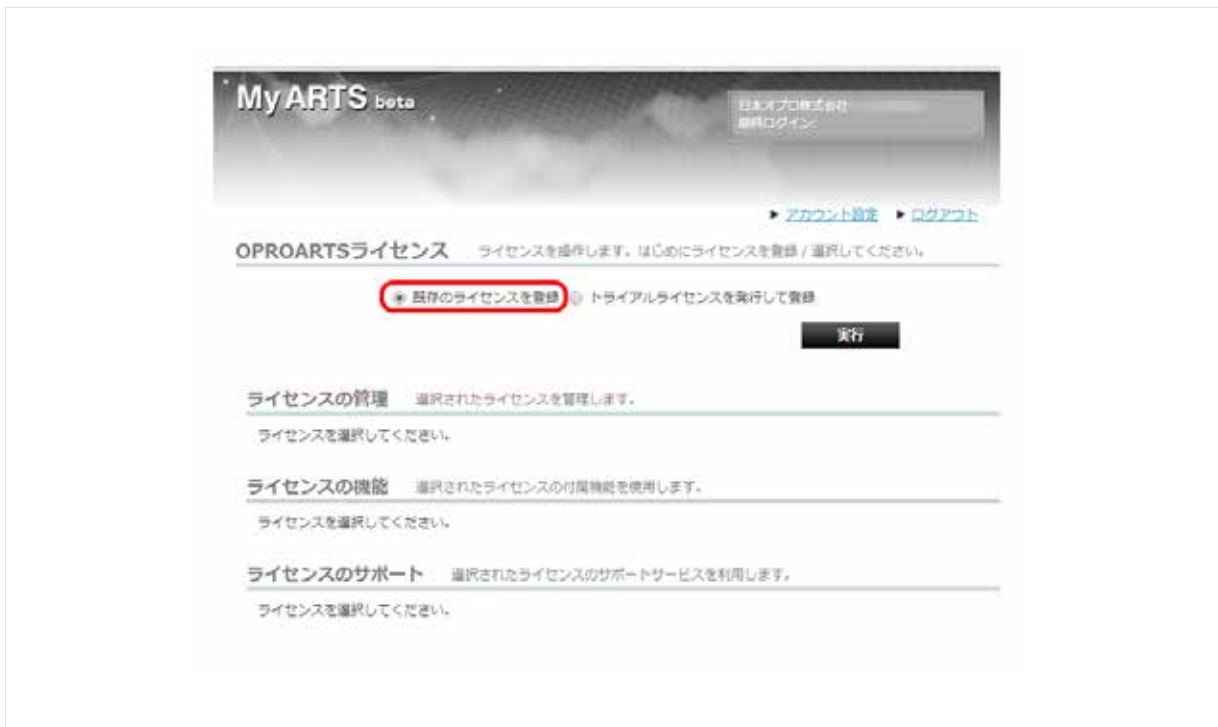 My ARTS beta
日本オプロ株式会社
最終ログイン:
アカウント設定 ログアウト
OPROARTSライセンス ライセンスを操作します。はじめにライセンスを登録 / 選択してください。
既存のライセンスを登録 トライアルライセンスを発行して登録
実行
ライセンスの管理 選択されたライセンスを管理します。
ライセンスを選択してください。
ライセンスの機能 選択されたライセンスの付属機能を使用します。
ライセンスを選択してください。
ライセンスのサポート 選択されたライセンスのサポートサービスを利用します。
ライセンスを選択してください。